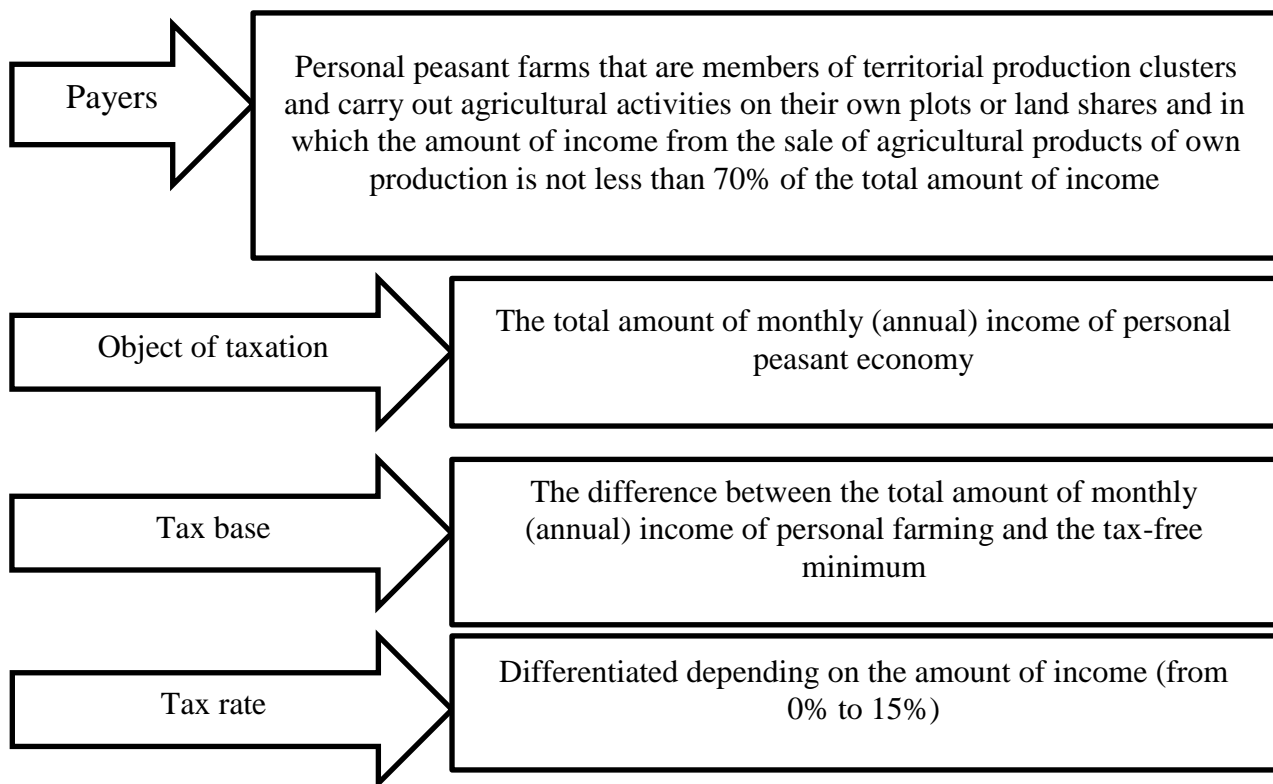 Payers
Personal peasant farms that are members of territorial production clusters
and carry out agricultural activities on their own plots or land shares and in
which the amount of income from the sale of agricultural products of own
production is not less than 70% of the total amount of income
Object of taxation
The total amount of monthly (annual) income of personal
peasant economy
Tax base
The difference between the total amount of monthly
(annual) income of personal farming and the tax-free
minimum
Tax rate
Differentiated depending on the amount of income (from
0% to 15%)